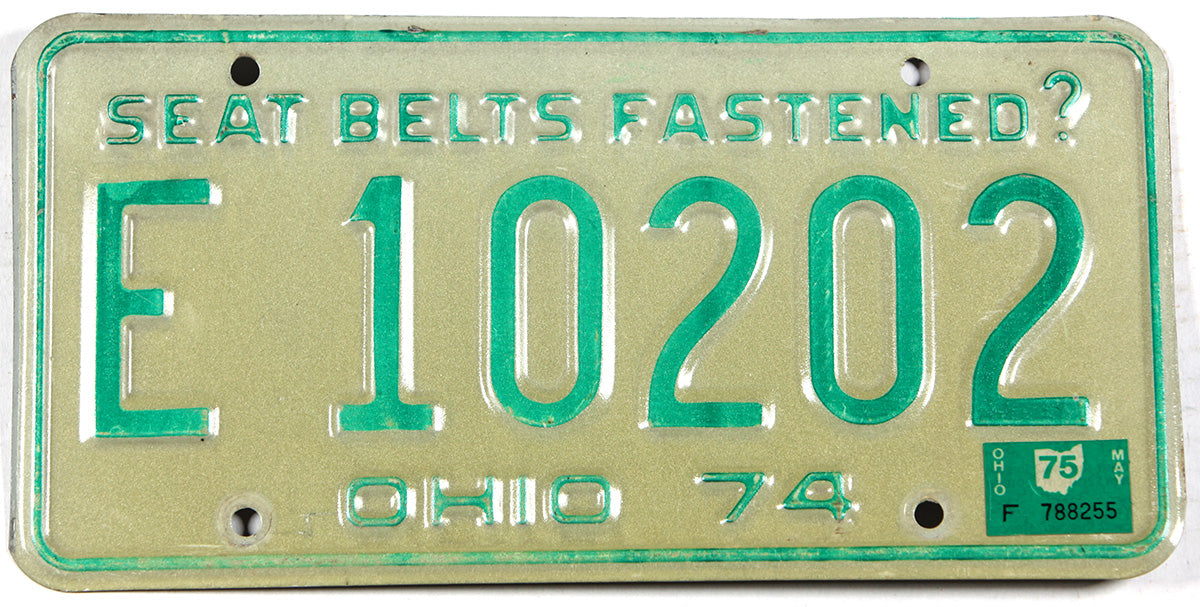 SEAT BELTS FASTENED?
E 10202
OHIO 74
OHIO 75 MAY
F 788255